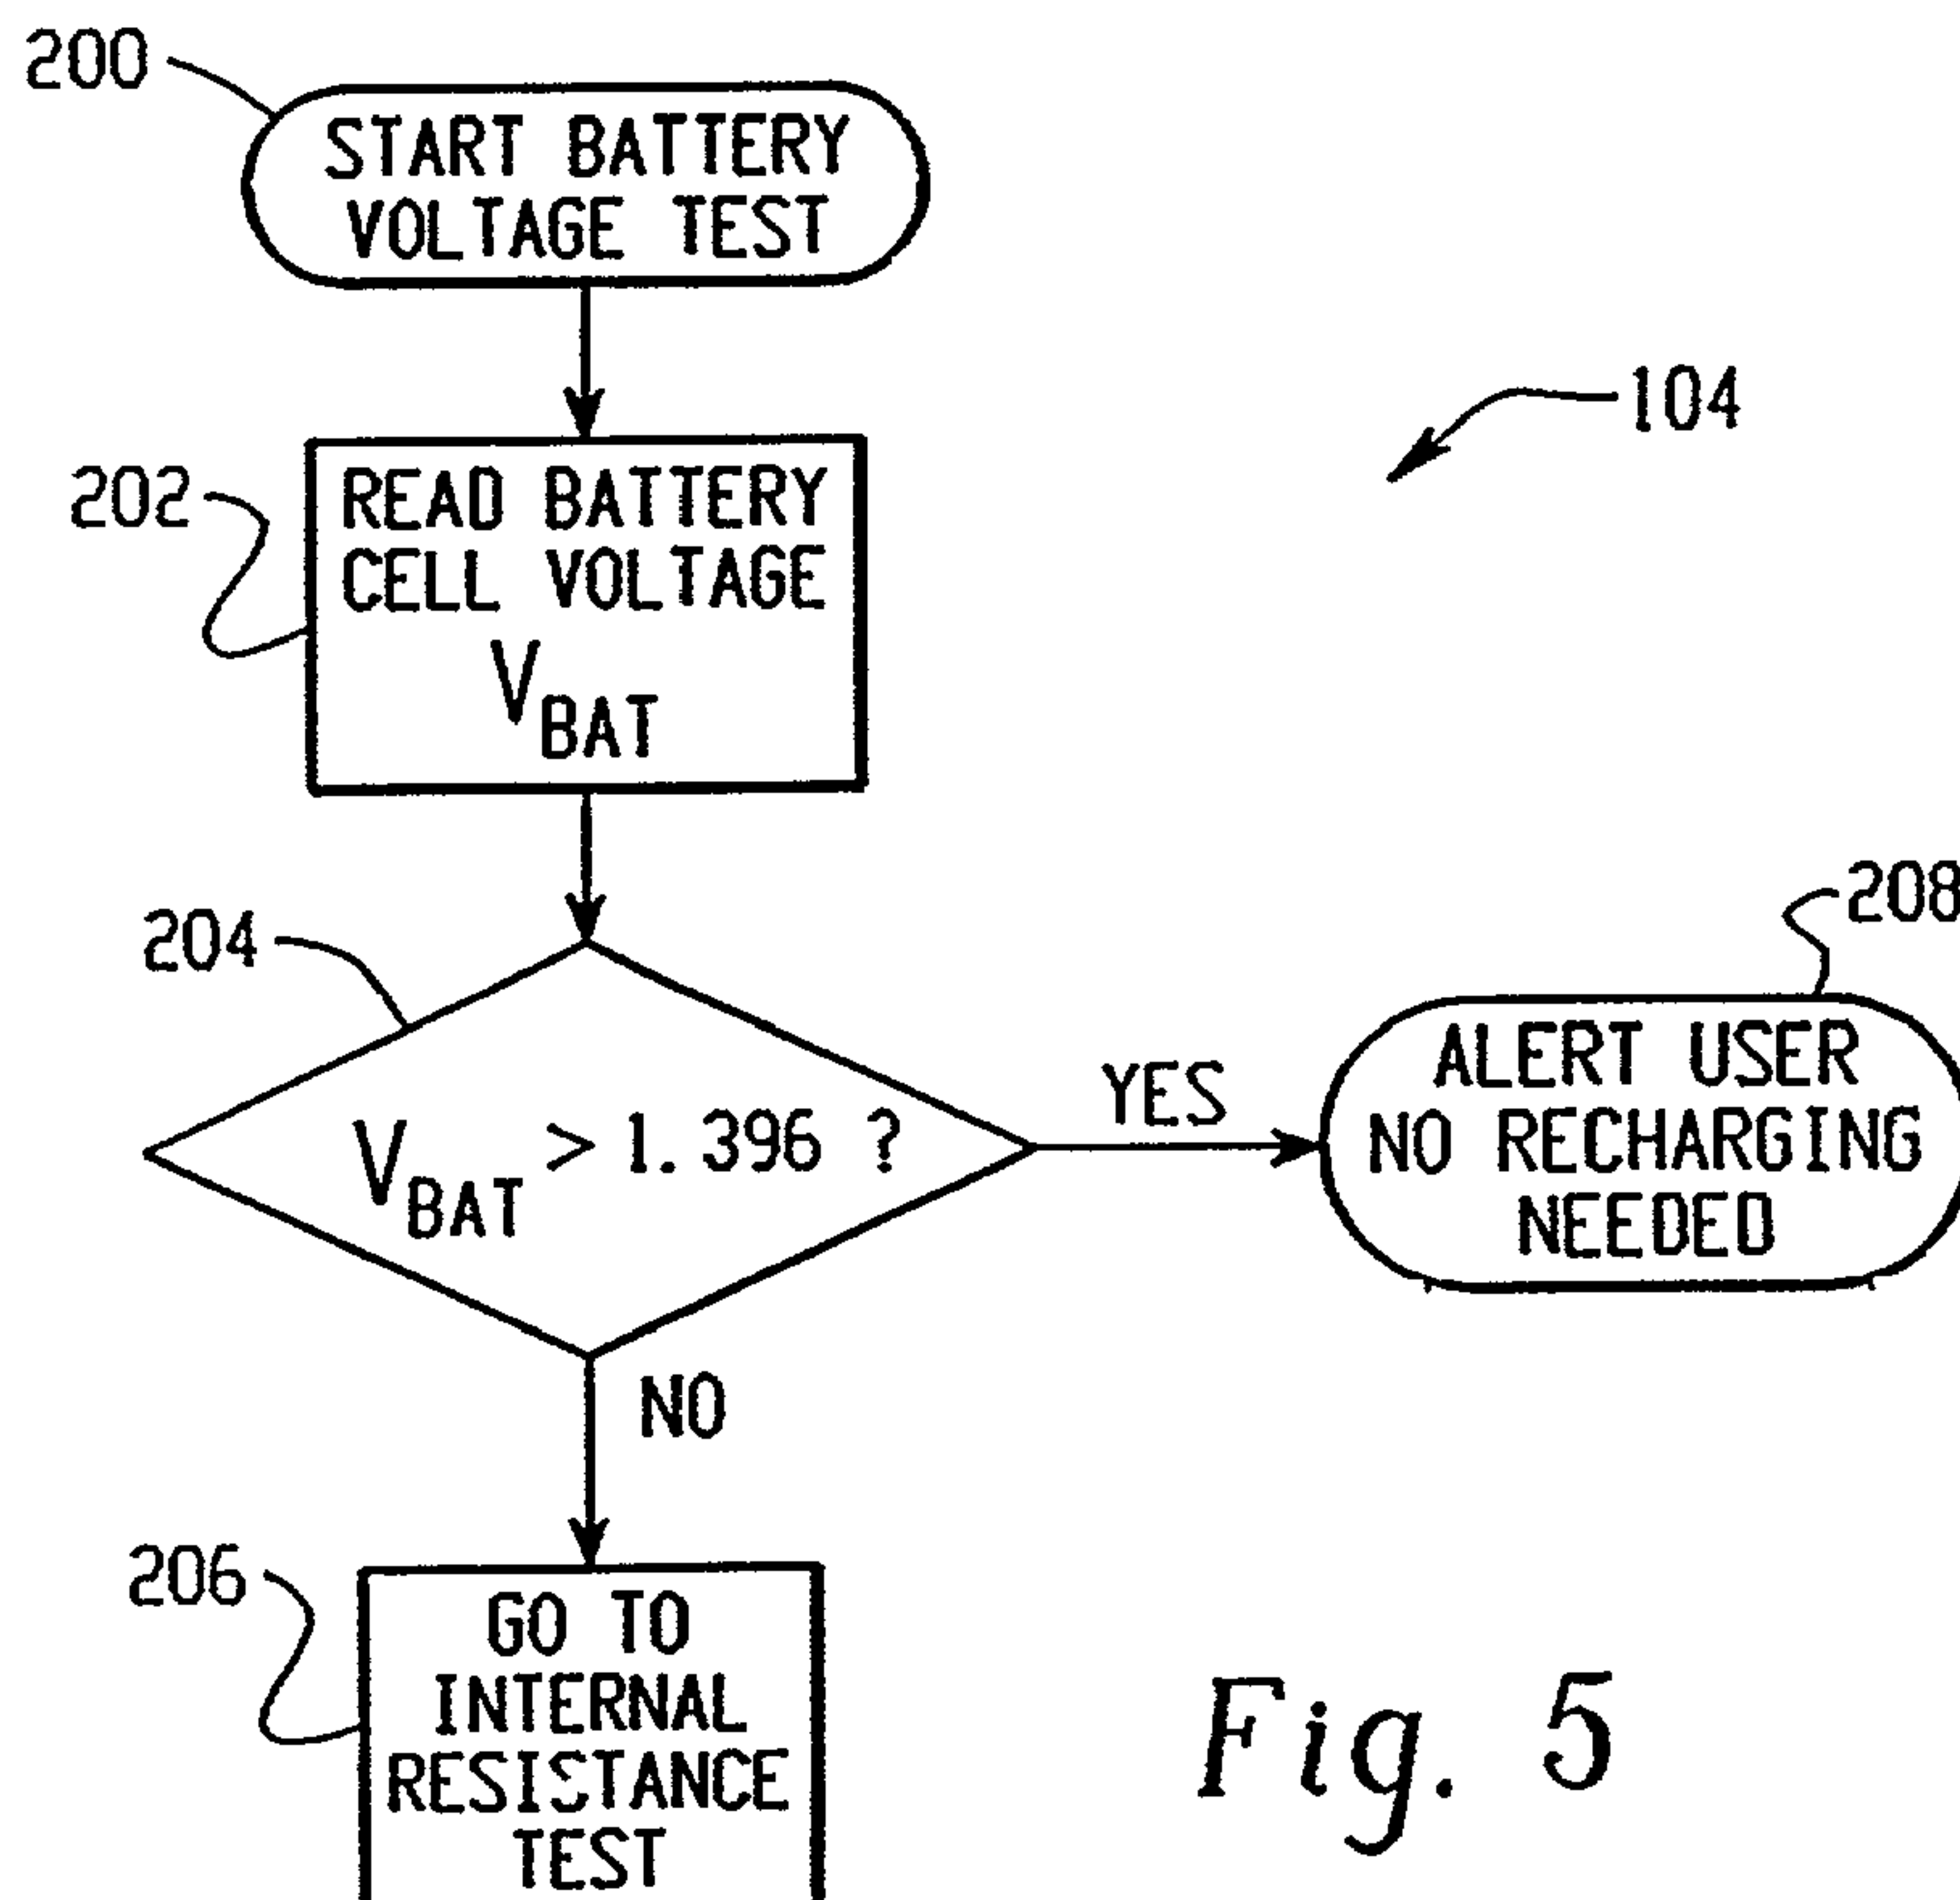 200
START BATTERY
VOLTAGE TEST
104
202
READ BATTERY
CELL VOLTAGE
VBAT
204
208
VBAT > 1.396 ?
YES
ALERT USER
NO RECHARGING
NEEDED
NO
206
GO TO
INTERNAL
RESISTANCE
TEST
Fig. 5